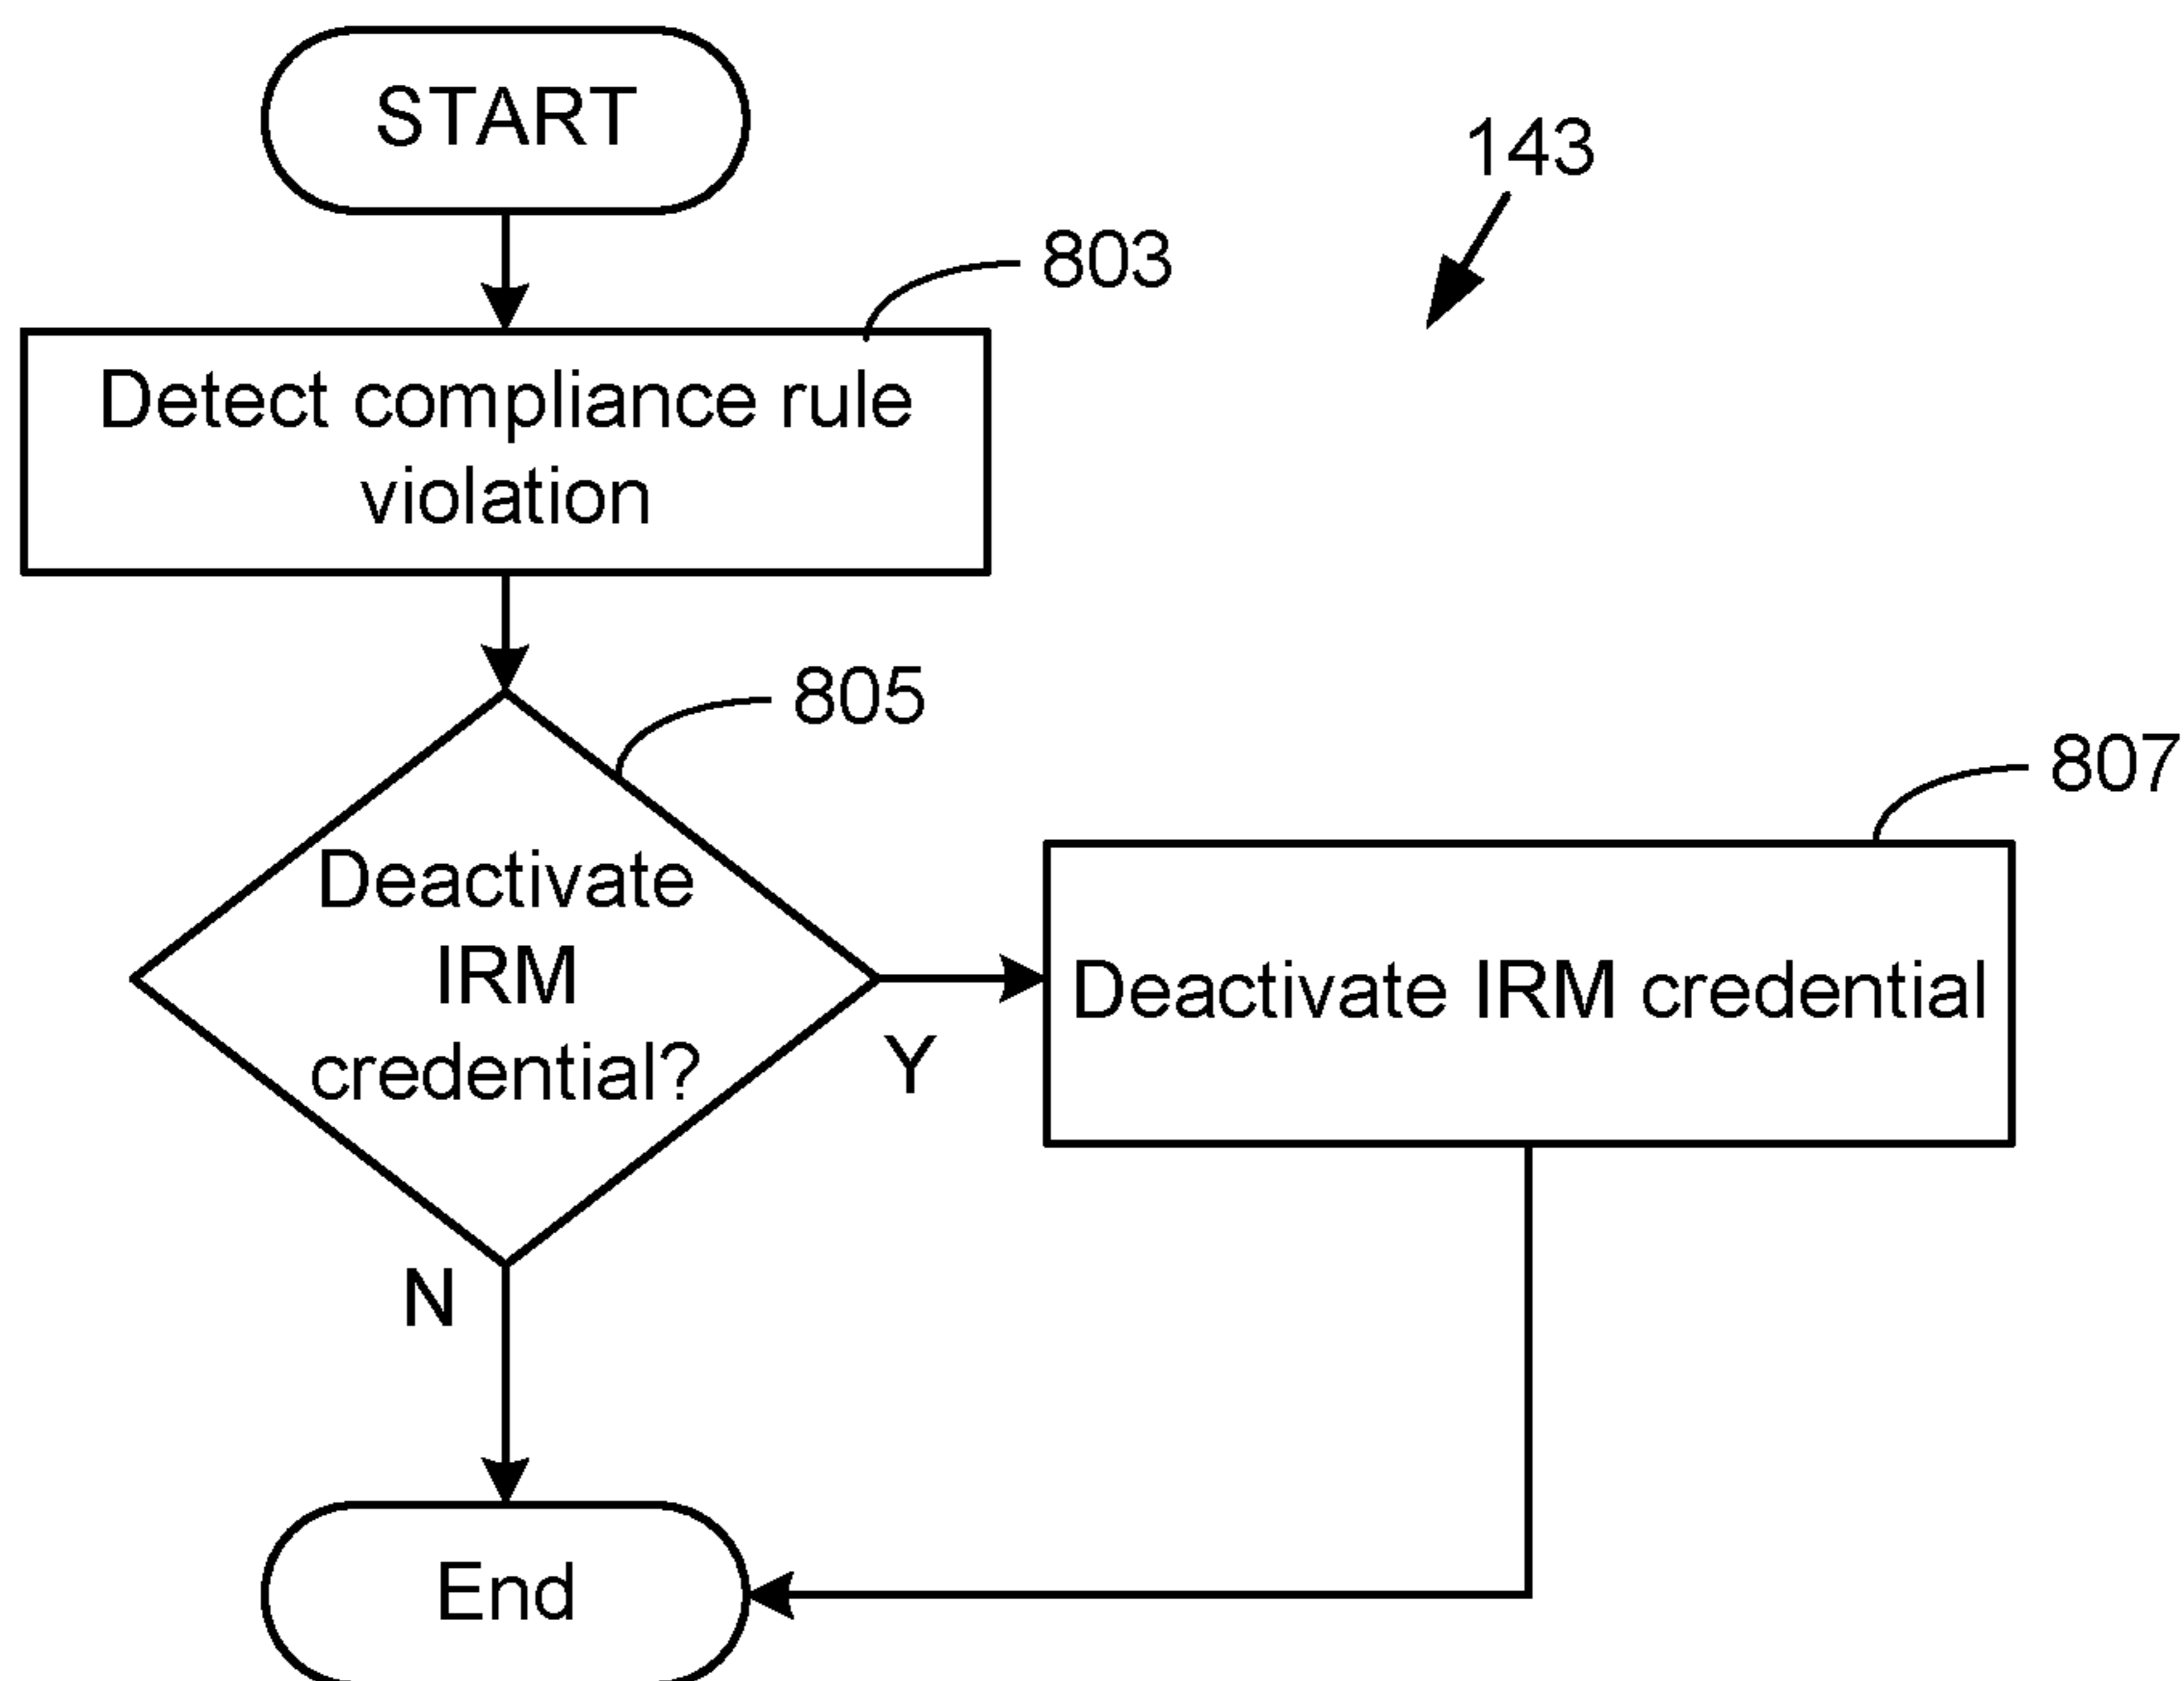 START
143
803
Detect compliance rule
violation
805
807
Deactivate
IRM
credential?
Deactivate IRM credential
Y
N
End